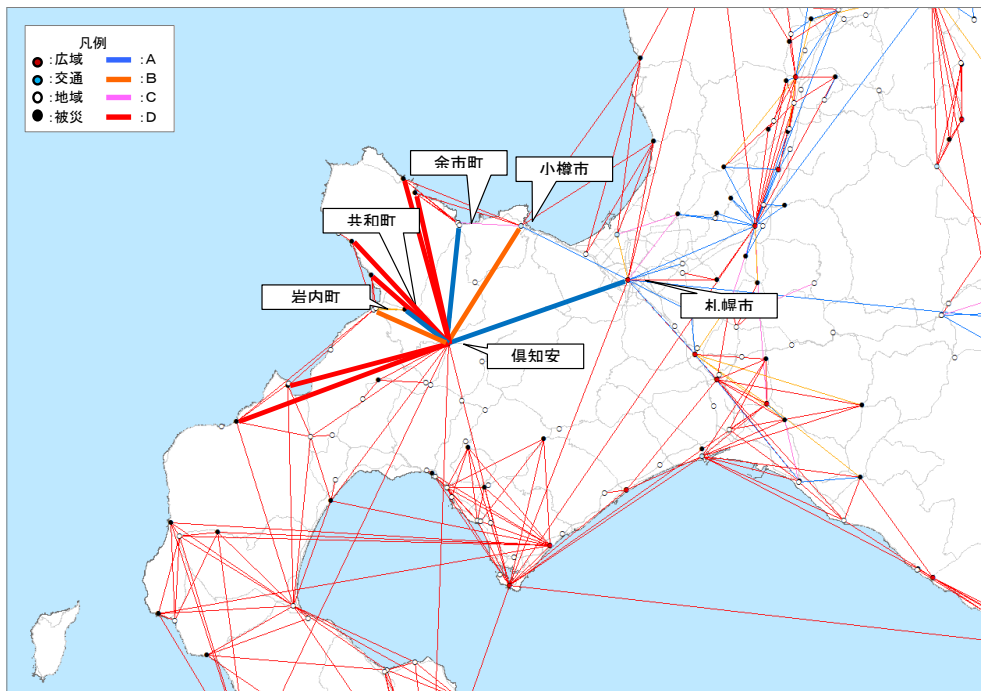 凡例
:広域 :A
:交通 :B
:地域 :C
:被災 :D
余市町
小樽市
共和町
岩内町
札幌市
倶知安